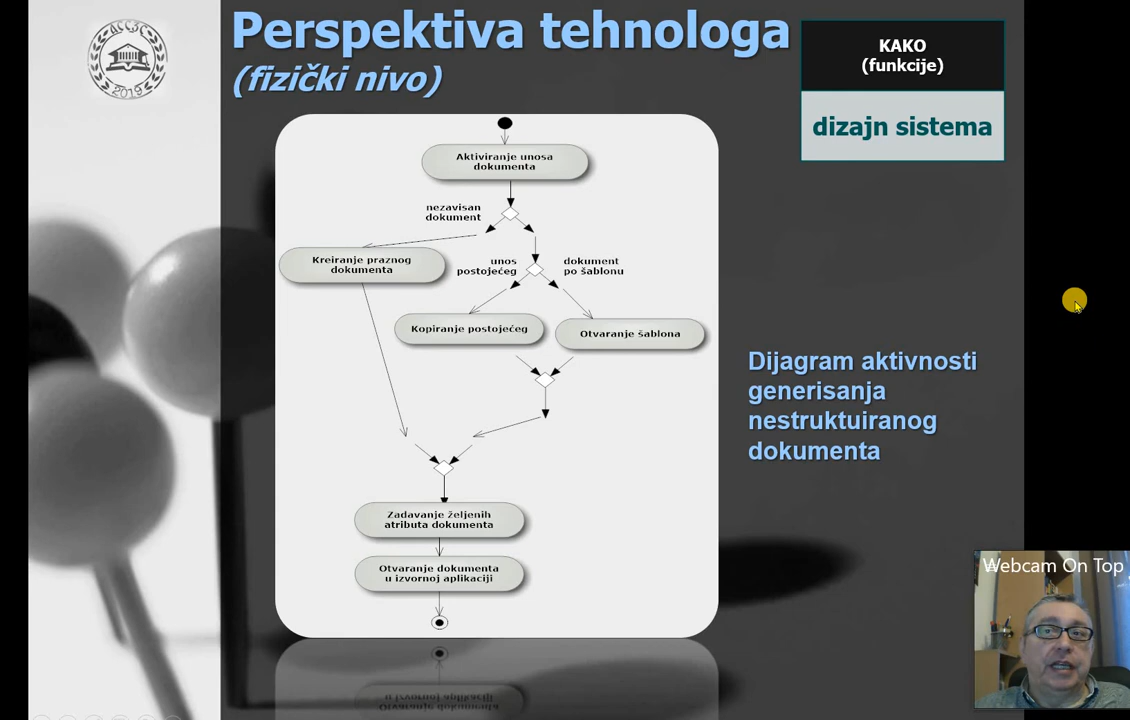 Perspektiva tehnologa
(fizički nivo)
KAKO
(funkcije)
dizajn sistema
Aktiviranje unosa
dokumenta
nezavisan
dokument
Kreiranje praznog
dokumenta
unos
postojećeg
dokument
po šablonu
Kopiranje postojećeg
Otvaranje šablona
Zadavanje željenih
atributa dokumenta
Otvaranje dokumenta
u izvornoj aplikaciji
Dijagram aktivnosti
generisanja
nestruktuiranog
dokumenta
Webcam On Top
2019